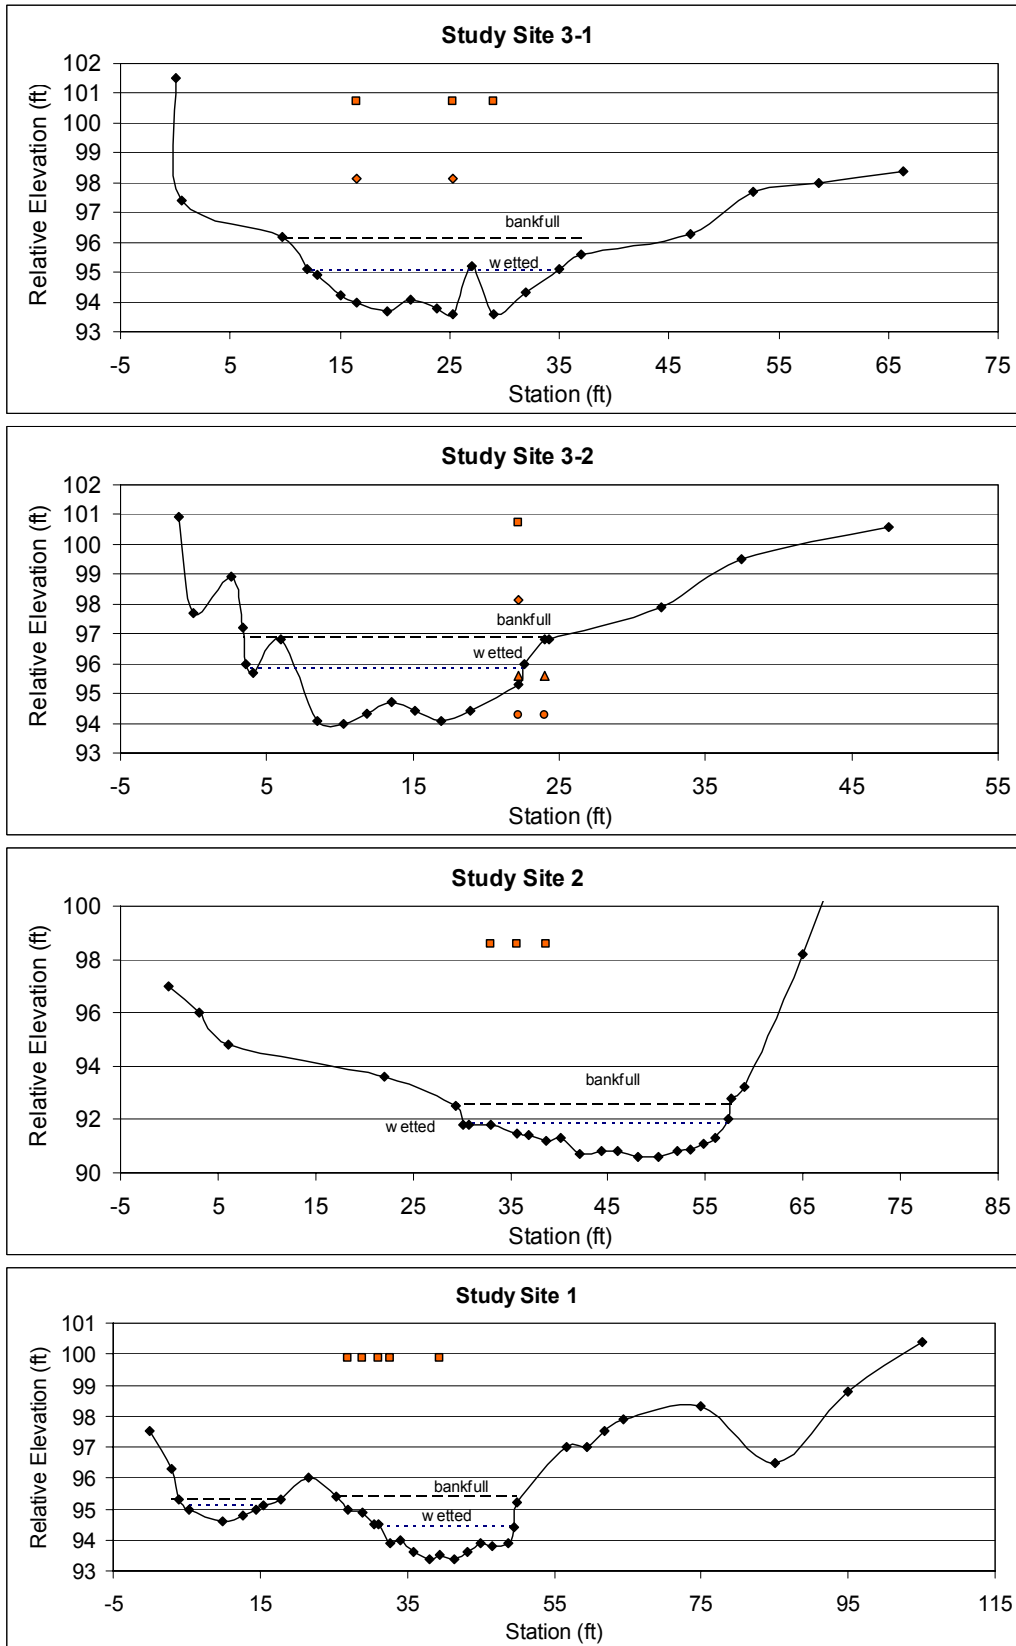 Study Site 3-1
102
101
100
99
98
97
96
95
94
93
Relative Elevation (ft)
bankfull
wetted
-5 5 15 25 35 45 55 65 75
Station (ft)
Study Site 3-2
102
101
100
99
98
97
96
95
94
93
Relative Elevation (ft)
bankfull
wetted
-5 5 15 25 35 45 55
Station (ft)
Study Site 2
100
98
96
94
92
90
Relative Elevation (ft)
bankfull
wetted
-5 5 15 25 35 45 55 65 75 85
Station (ft)
Study Site 1
101
100
99
98
97
96
95
94
93
Relative Elevation (ft)
bankfull
wetted
-5 15 35 55 75 95 115
Station (ft)